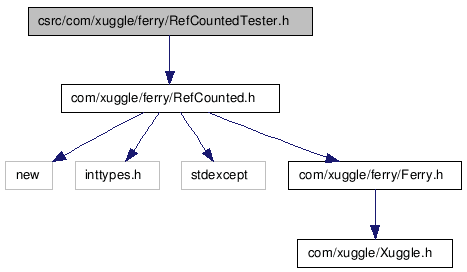 csrc/com/xuggle/ferry/RefCountedTester.h
com/xuggle/ferry/RefCounted.h
new
inttypes.h
stdexcept
com/xuggle/ferry/Ferry.h
com/xuggle/Xuggle.h